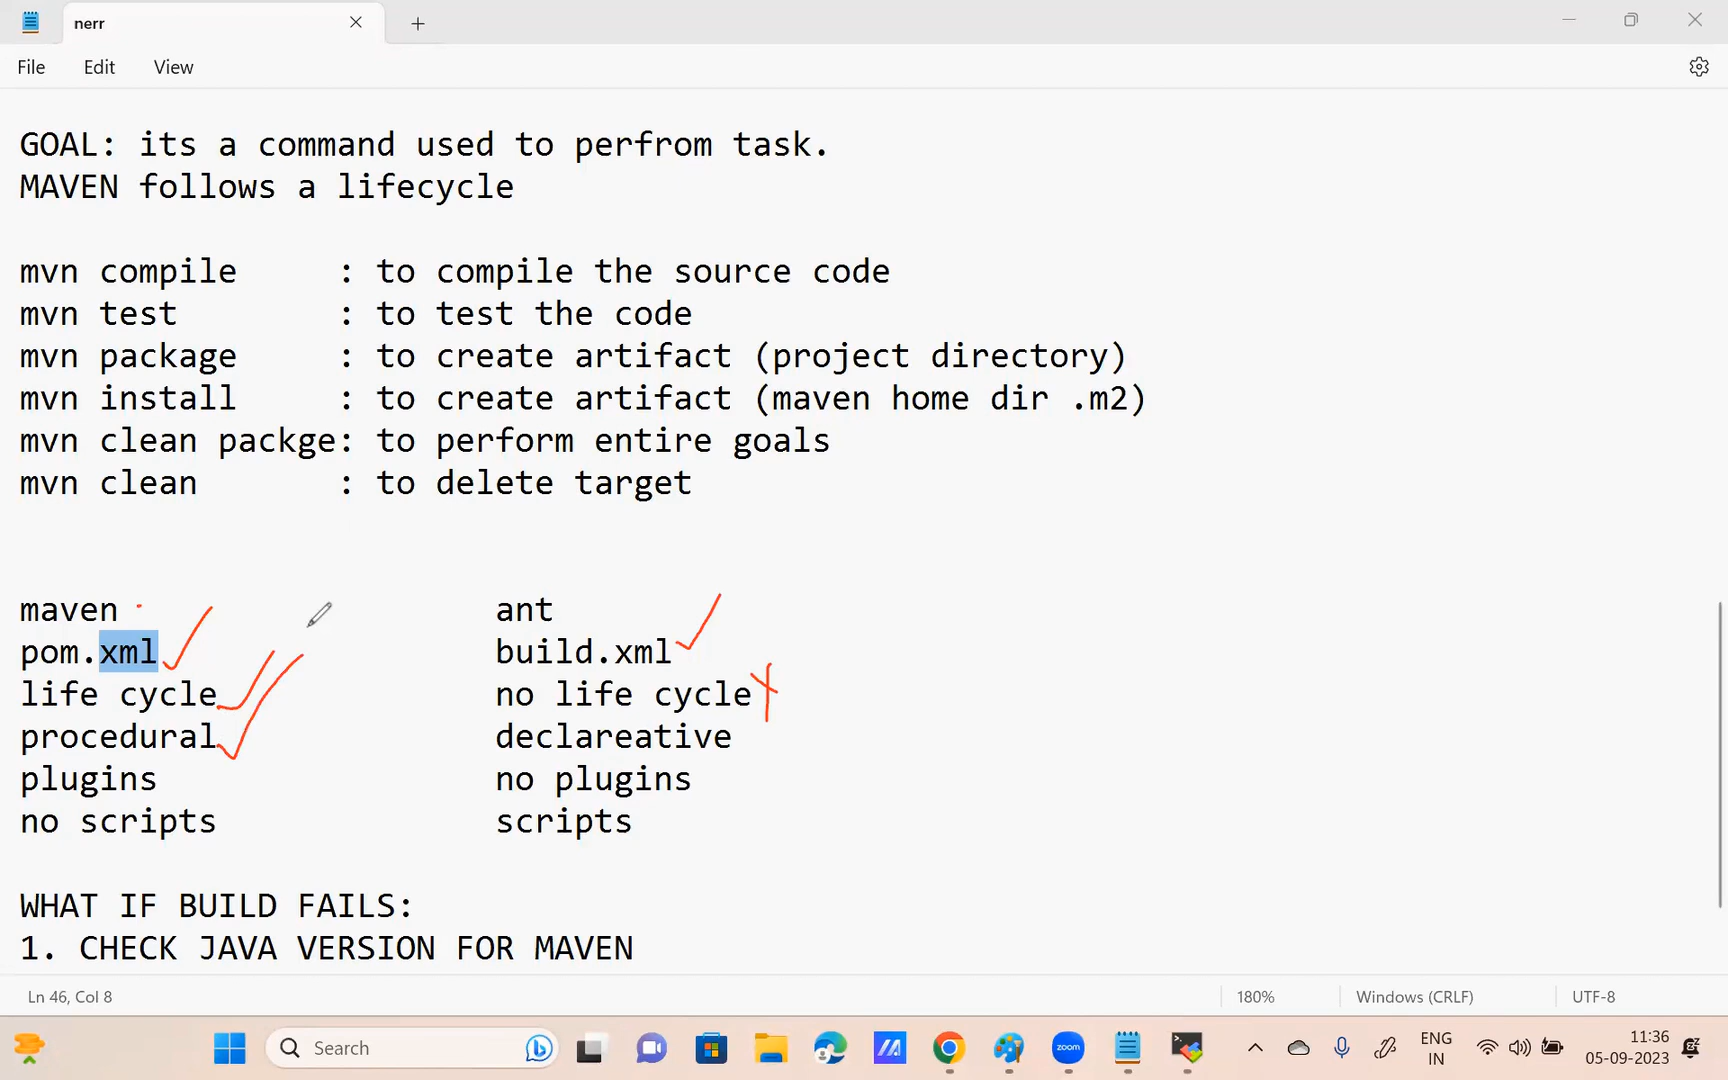 nerr
File Edit View
GOAL: its a command used to perfrom task.
MAVEN follows a lifecycle
mvn compile : to compile the source code
mvn test : to test the code
mvn package : to create artifact (project directory)
mvn install : to create artifact (maven home dir .m2)
mvn clean packge: to perform entire goals
mvn clean : to delete target
maven ant
pom.xml build.xml
life cycle no life cycle
procedural declareative
plugins no plugins
no scripts scripts
WHAT IF BUILD FAILS:
1. CHECK JAVA VERSION FOR MAVEN
Ln 46, Col 8 180% Windows (CRLF) UTF-8
Search zoom ENG IN 11:36 05-09-2023